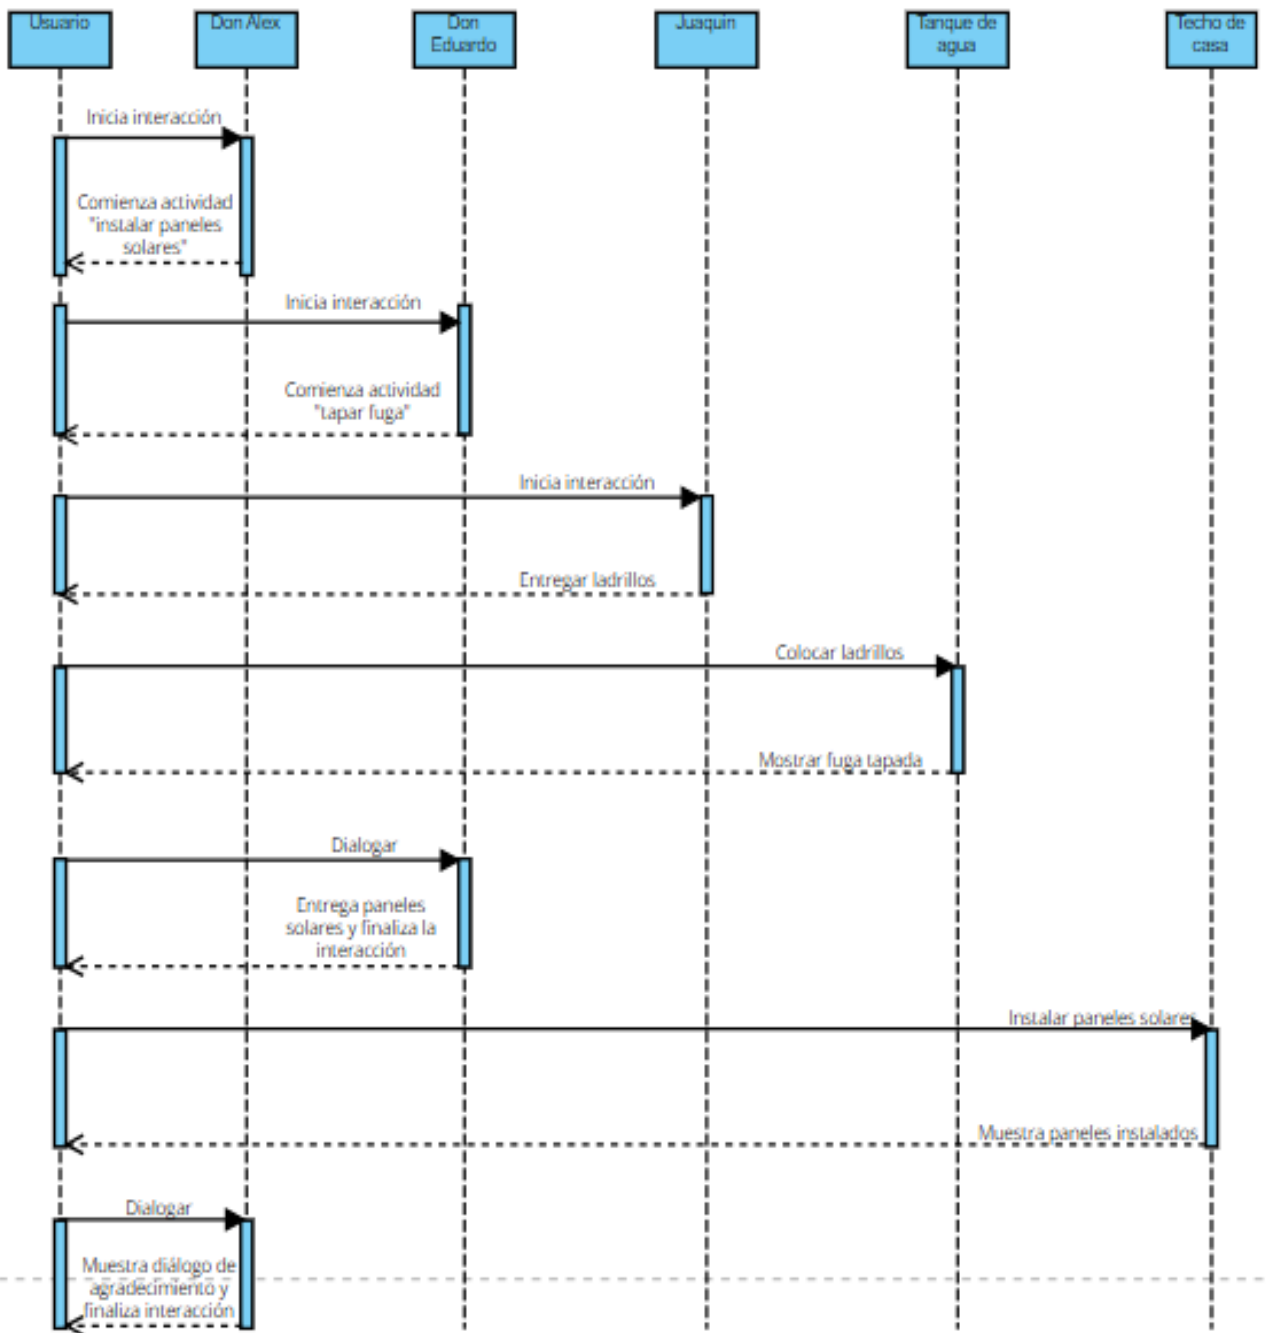 Usuario
Don Alex
Don
Eduardo
Juaquin
Tanque de
agua
Techo de
casa
Inicia interacción
Comienza actividad
"instalar paneles
solares"
Inicia interacción
Comienza actividad
"tapar fuga"
Inicia interacción
Entregar ladrillos
Colocar ladrillos
Mostrar fuga tapada
Dialogar
Entrega paneles
solares y finaliza la
interacción
Instalar paneles solares
Muestra paneles instalados
Dialogar
Muestra diálogo de
agradecimiento y
finaliza interacción